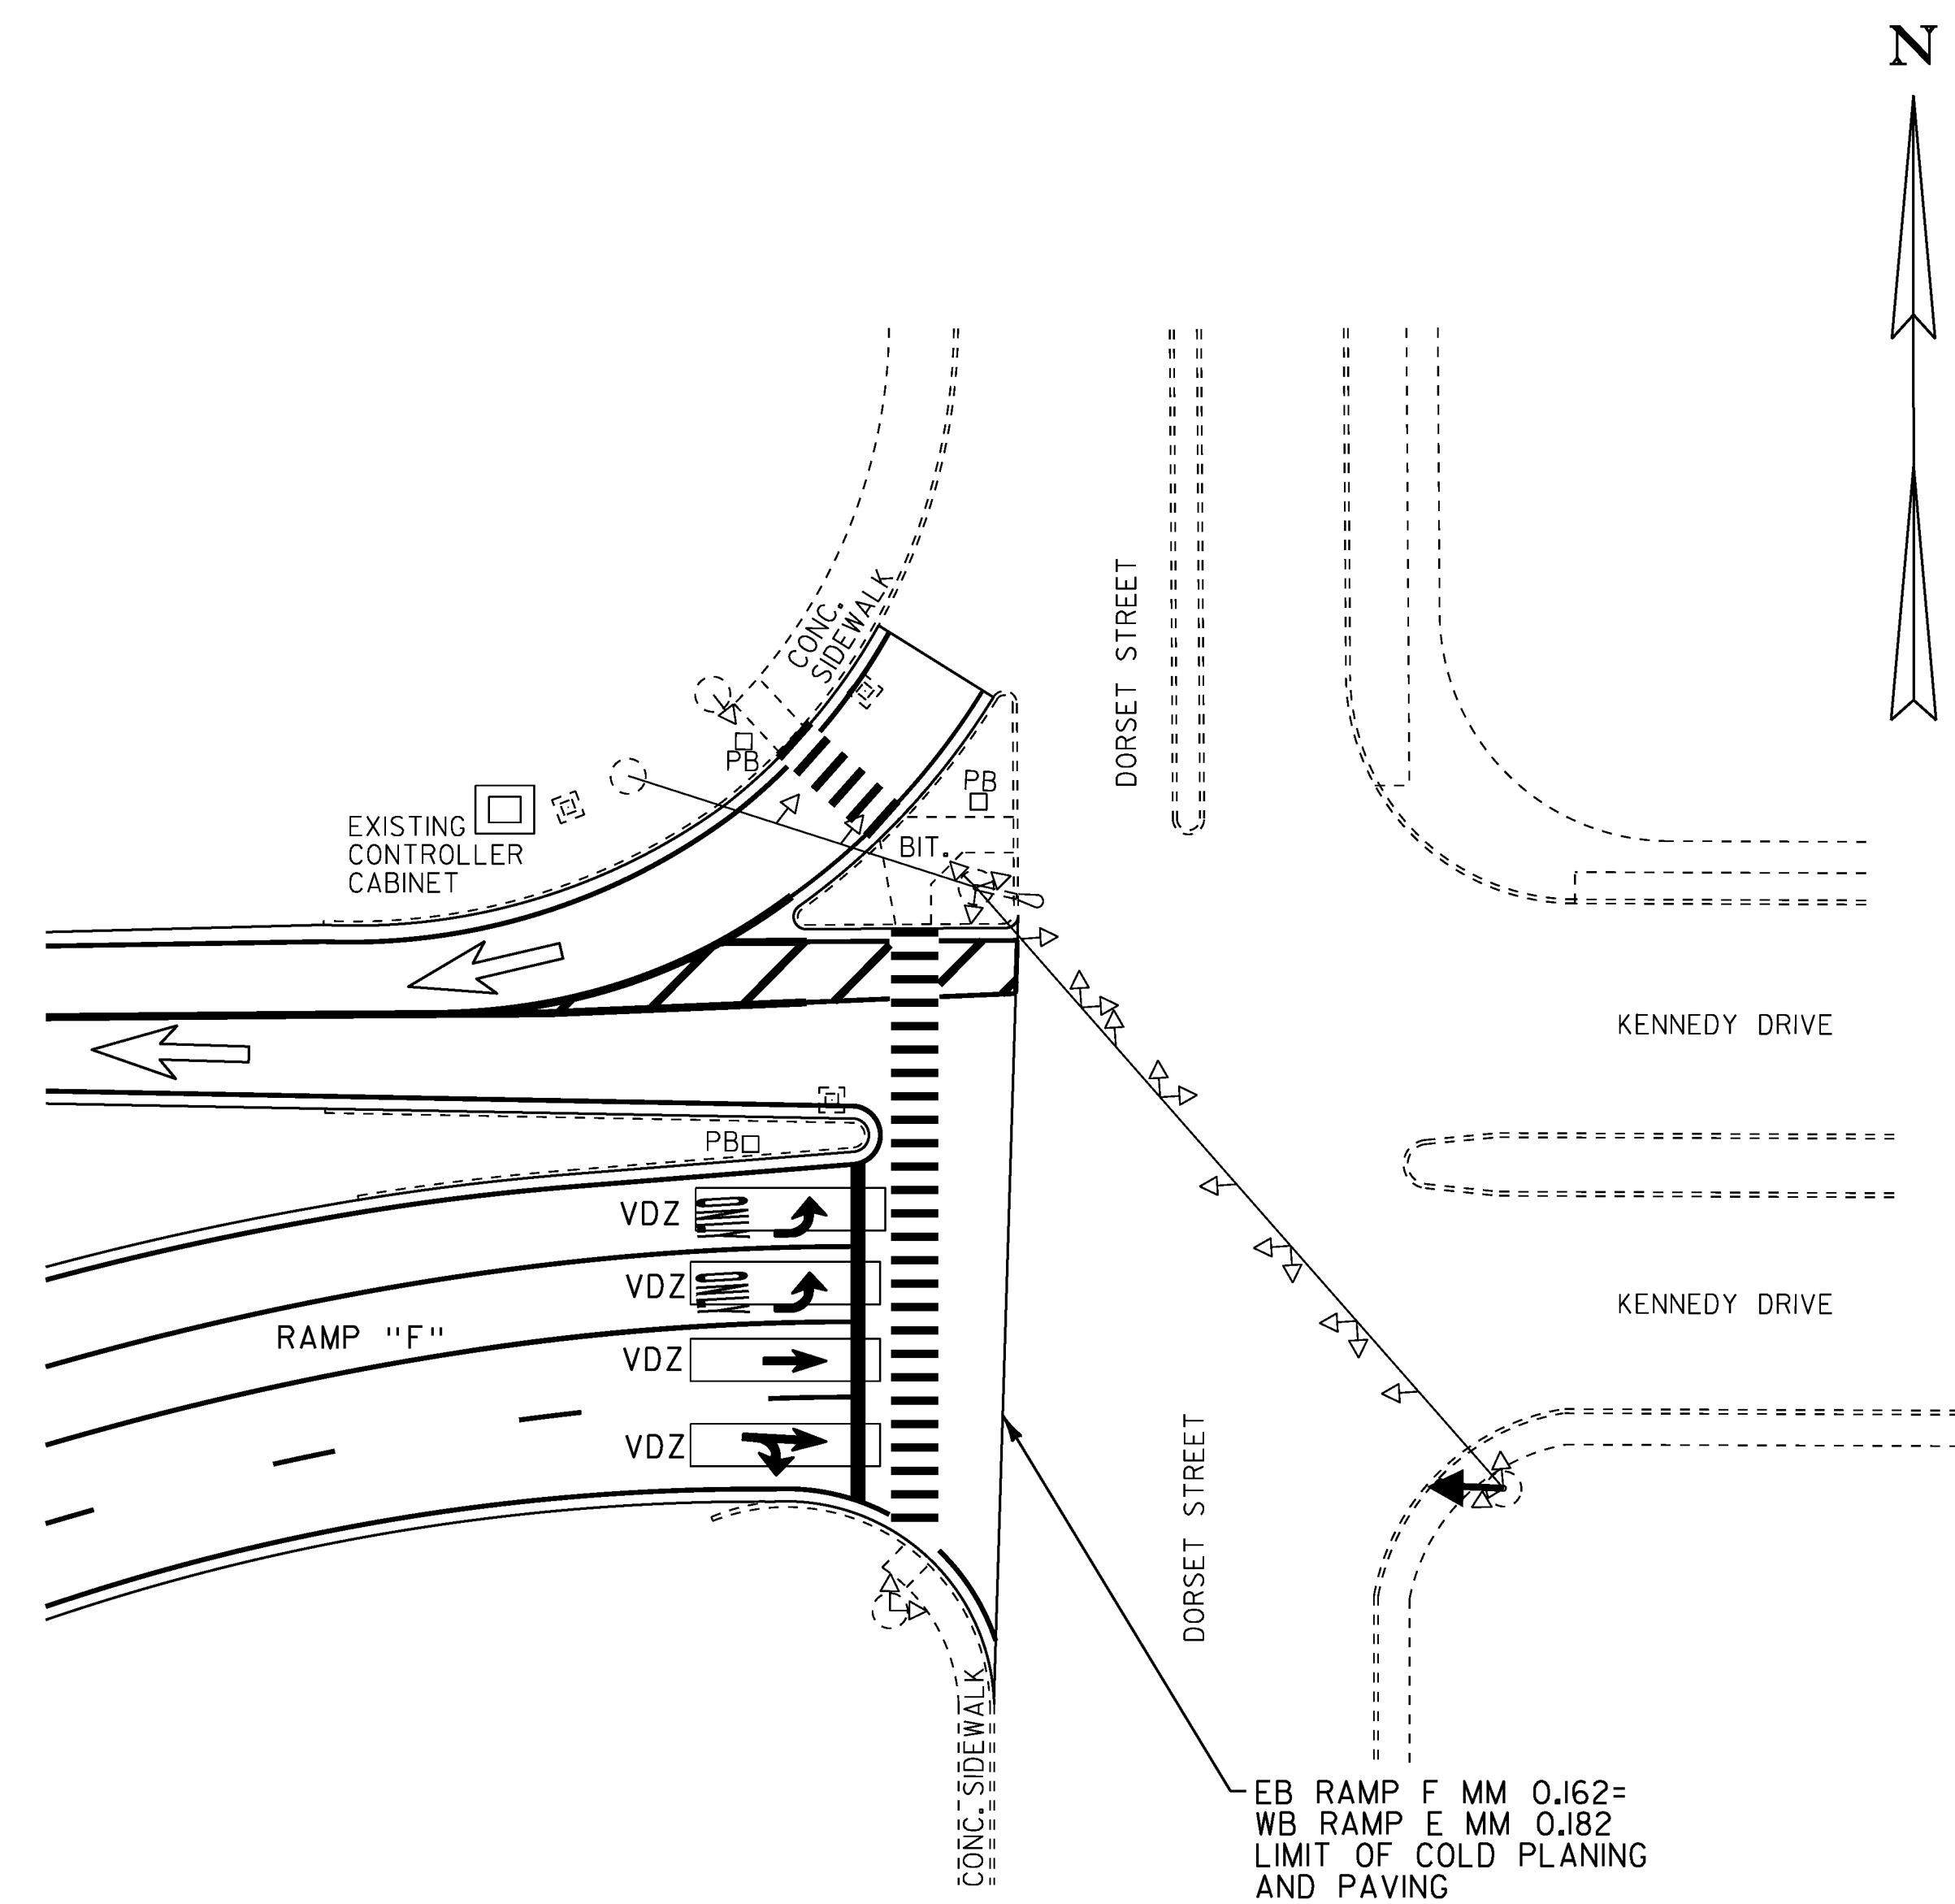 N
DORSET STREET
CONC.
SIDEWALK
PB
PB
EXISTING
CONTROLLER
CABINET
BIT.
KENNEDY DRIVE
PB
VDZ
VDZ
KENNEDY DRIVE
RAMP "F"
VDZ
VDZ
DORSET STREET
CONC. SIDEWALK
EB RAMP F MM 0.162=
WB RAMP E MM 0.182
LIMIT OF COLD PLANING
AND PAVING